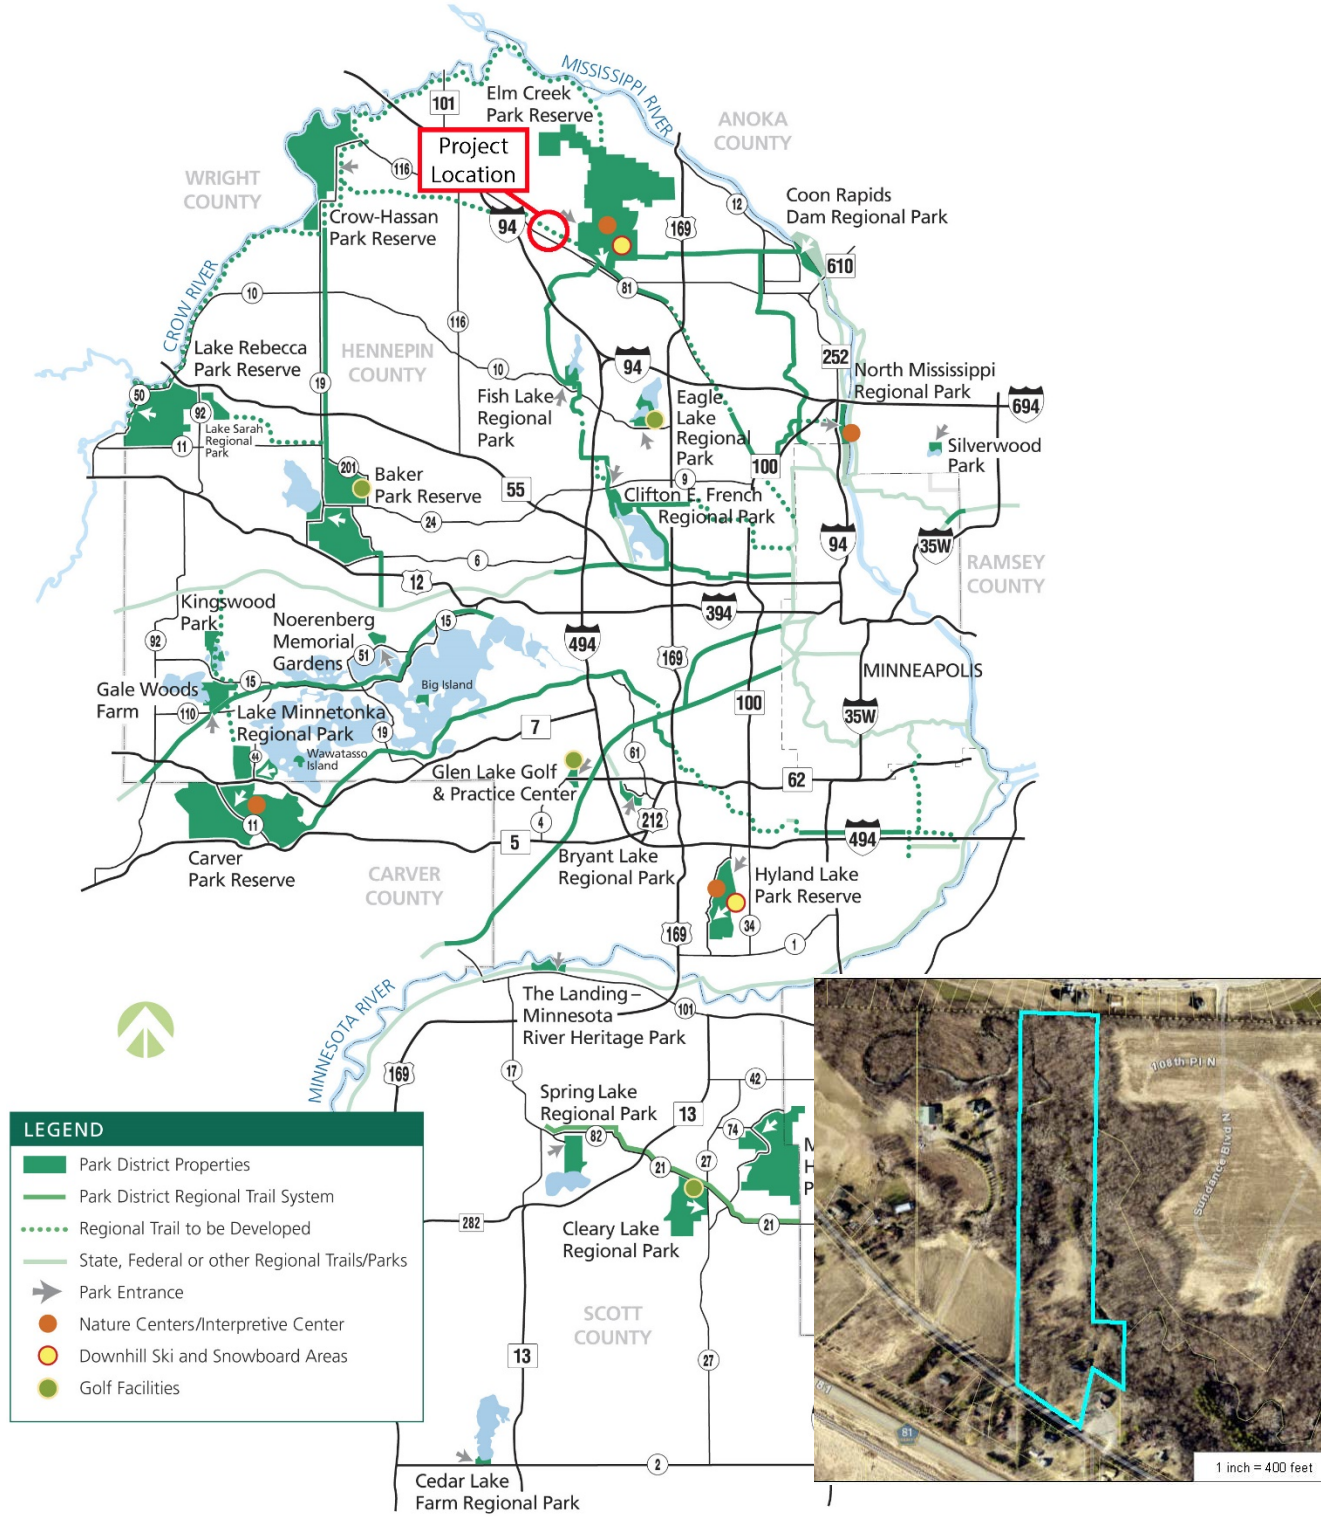 MISSISSIPPI RIVER
101
Elm Creek
Park Reserve
ANOKA
COUNTY
Project
Location
116
WRIGHT
COUNTY
Coon Rapids
Dam Regional Park
12
Crow-Hassan
Park Reserve
94
169
610
CROW RIVER
10
81
116
HENNEPIN
COUNTY
Lake Rebecca
Park Reserve
252
North Mississippi
Regional Park
10
94
19
50
92
Fish Lake
Regional
Park
Eagle
Lake
Regional
Park
694
Lake Sarah
Regional
Park
11
Silverwood
Park
201
Baker
Park Reserve
100
9
55
Clifton E. French
Regional Park
24
94
35W
6
RAMSEY
COUNTY
12
Kingswood
Park
394
Noerenberg
Memorial
Gardens
15
92
51
494
169
MINNEAPOLIS
Gale Woods
Farm
15
Big Island
110
Lake Minnetonka
Regional Park
100
35W
19
7
44
Wawatasso
Island
61
Glen Lake Golf
& Practice Center
62
11
4
212
5
494
Carver
Park Reserve
Bryant Lake
Regional Park
CARVER
COUNTY
Hyland Lake
Park Reserve
34
169
1
MINNESOTA RIVER
The Landing –
Minnesota
River Heritage Park
101
169
17
42
108th Pl N
Spring Lake
Regional Park
13
82
74
M
H
P
Sundance Blvd N
21
27
282
Cleary Lake
Regional Park
21
SCOTT
COUNTY
13
27
81
81
1 inch = 400 feet
2
Cedar Lake
Farm Regional Park
LEGEND
Park District Properties
Park District Regional Trail System
Regional Trail to be Developed
State, Federal or other Regional Trails/Parks
Park Entrance
Nature Centers/Interpretive Center
Downhill Ski and Snowboard Areas
Golf Facilities